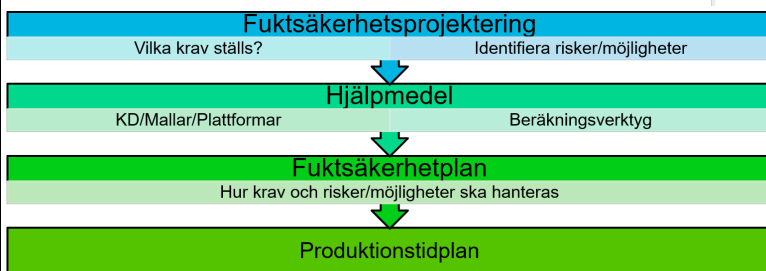 Fuktsäkerhetsprojektering
Vilka krav ställs? Identifiera risker/möjligheter
Hjälpmedel
KD/Mallar/Plattformar Beräkningsverktyg
Fuktsäkerhetplan
Hur krav och risker/möjligheter ska hanteras
Produktionstidplan